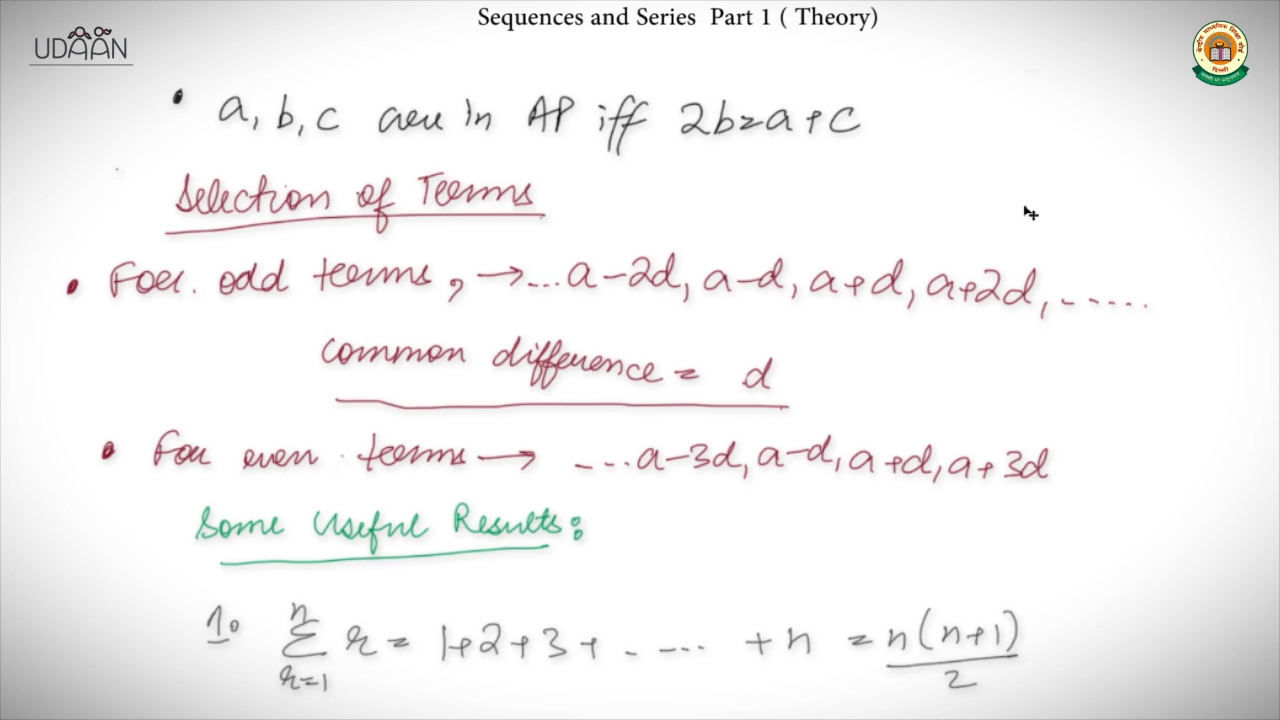 Sequences and Series Part 1 ( Theory)
UDAAN
• a, b, c are in AP iff 2b=a+c
Selection of Terms
• For. odd terms, →...a-2d, a-d, a+d, a+2d, ......
common difference = d
• For even terms → ....a-3d, a-d, a+d, a+3d
Some Useful Results:
1. n∑r=1 r = 1+2+3+ ..... +n = n(n+1)/2